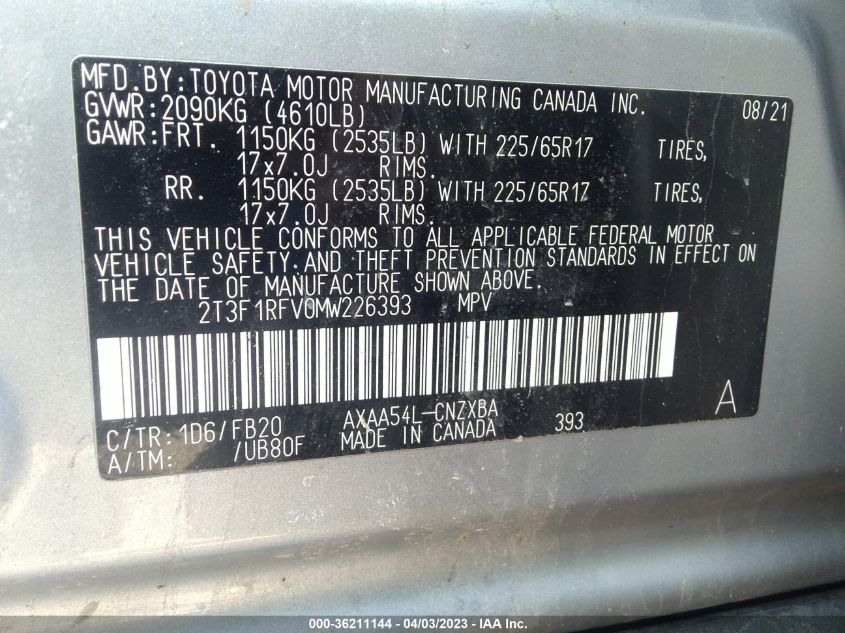 MFD.BY:TOYOTA MOTOR MANUFACTURING CANADA INC. 08/21
GVWR:2090KG (4610LB)
GAWR:FRT. 1150KG (2535LB) WITH 225/65R17 TIRES,
17x7.0J RIMS.
RR. 1150KG (2535LB) WITH 225/65R17 TIRES,
17x7.0J RIMS.
THIS VEHICLE CONFORMS TO ALL APPLICABLE FEDERAL MOTOR
VEHICLE SAFETY AND THEFT PREVENTION STANDARDS IN EFFECT ON
THE DATE OF MANUFACTURE SHOWN ABOVE.
2T3F1RFV0MW226393 MPV
C/TR: 1D6/FB20 AXAA54L-CNZXBA A
A/TM: /UB80F MADE IN CANADA 393
000-36211144 - 04/03/2023 - IAA Inc.